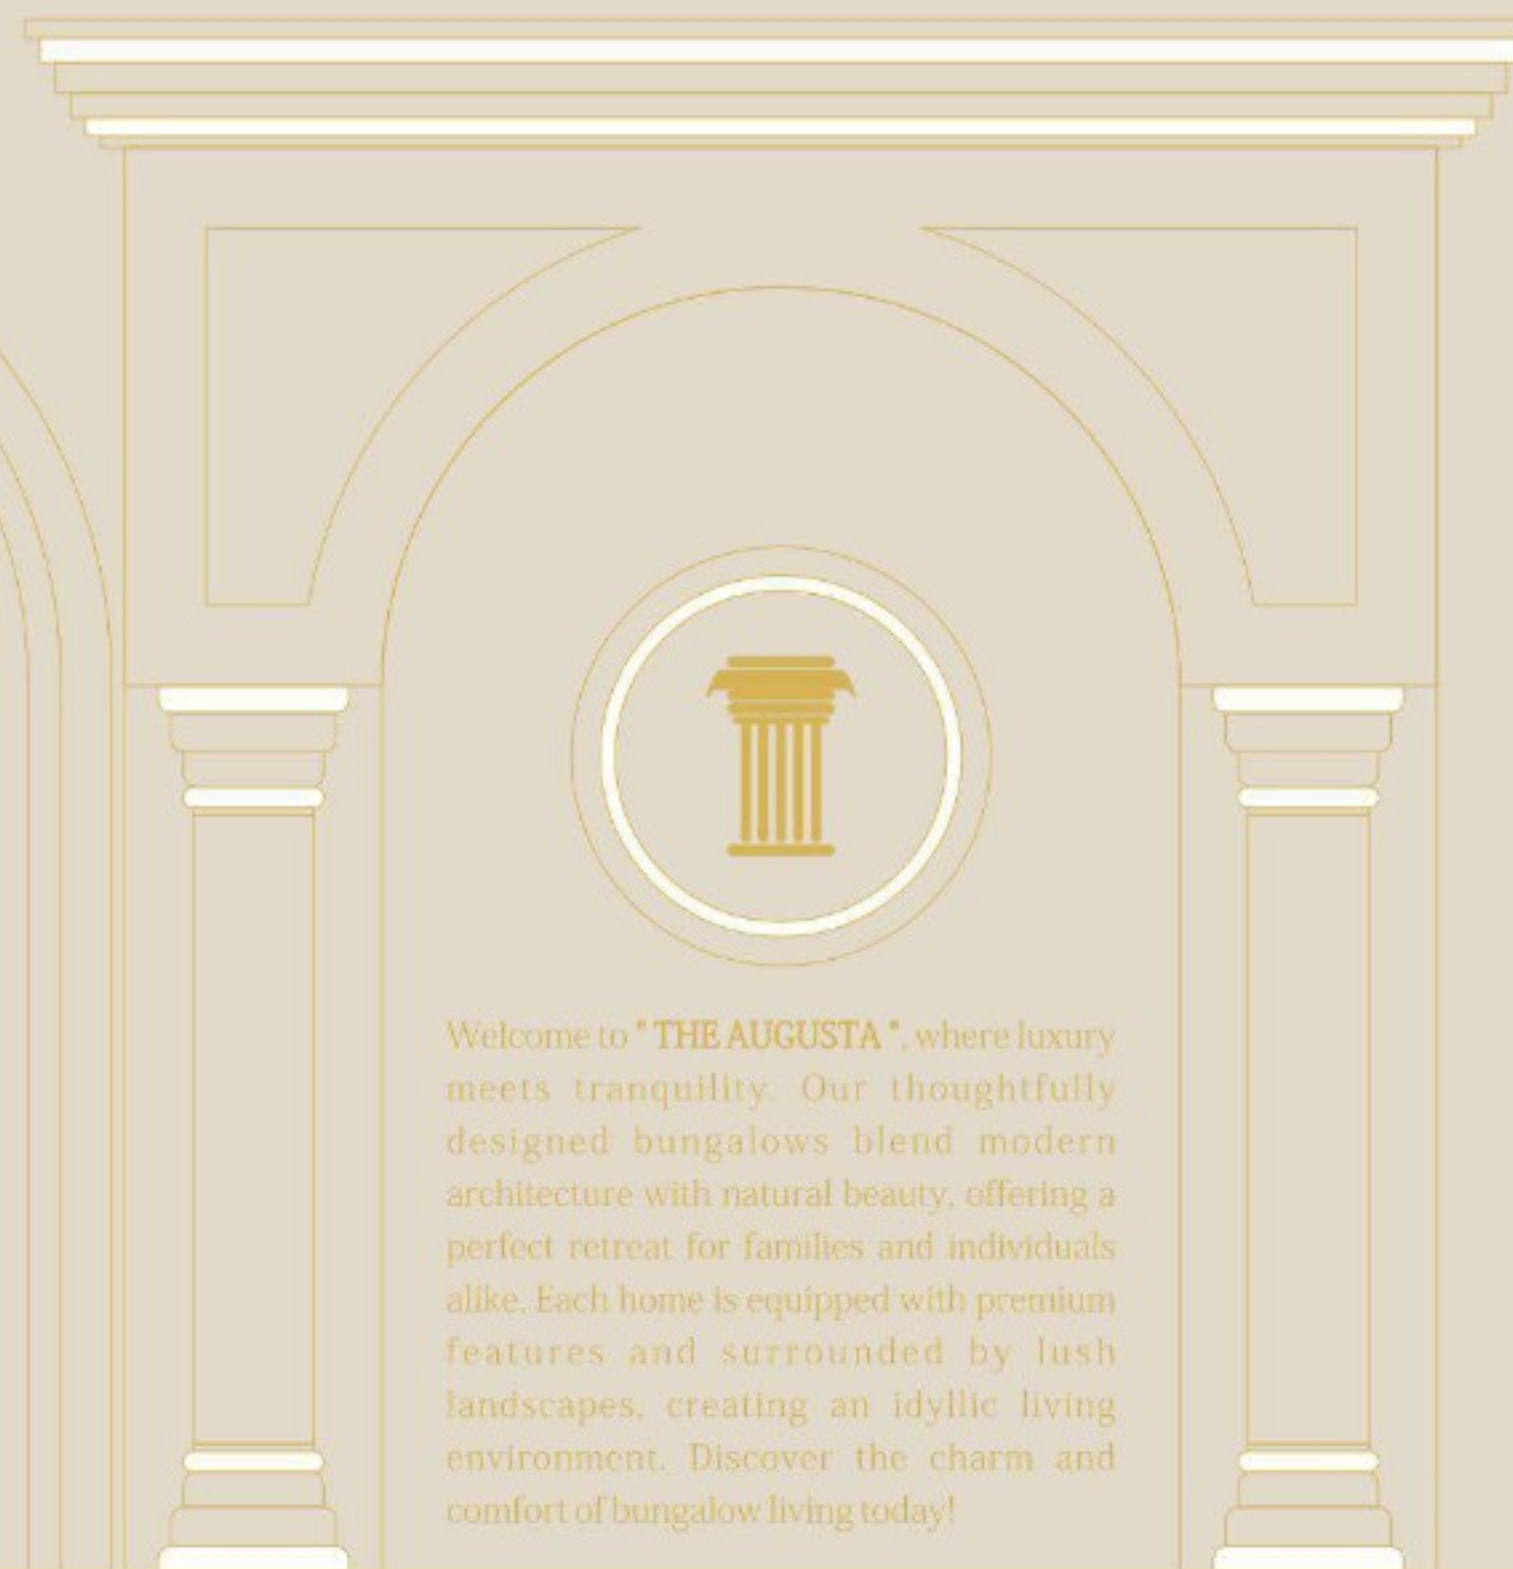 Welcome to " THE AUGUSTA ", where luxury
meets tranquility. Our thoughtfully
designed bungalows blend modern
architecture with natural beauty, offering a
perfect retreat for families and individuals
alike. Each home is equipped with premium
features and surrounded by lush
landscapes, creating an idyllic living
environment. Discover the charm and
comfort of bungalow living today!